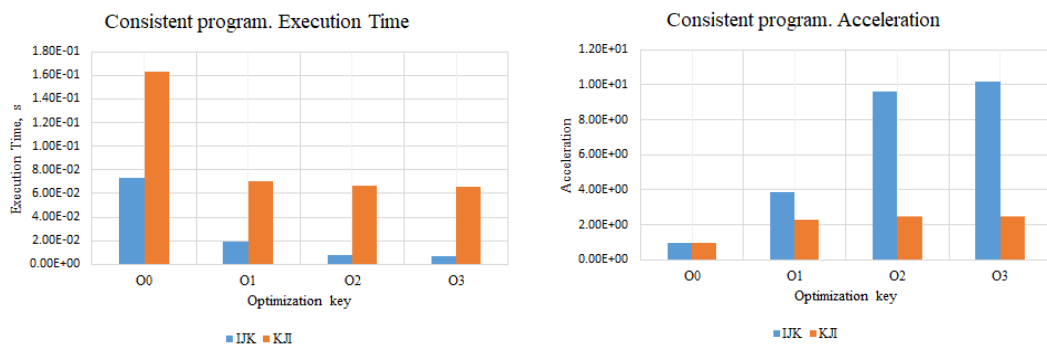 Consistent program. Execution Time
1.80E-01
1.60E-01
1.40E-01
1.20E-01
1.00E-01
8.00E-02
6.00E-02
4.00E-02
2.00E-02
0.00E+00
Execution Time, s
O0 O1 O2 O3
Optimization key
IJK KJI
Consistent program. Acceleration
1.20E+01
1.00E+01
8.00E+00
6.00E+00
4.00E+00
2.00E+00
0.00E+00
Acceleration
O0 O1 O2 O3
Optimization key
IJK KJI